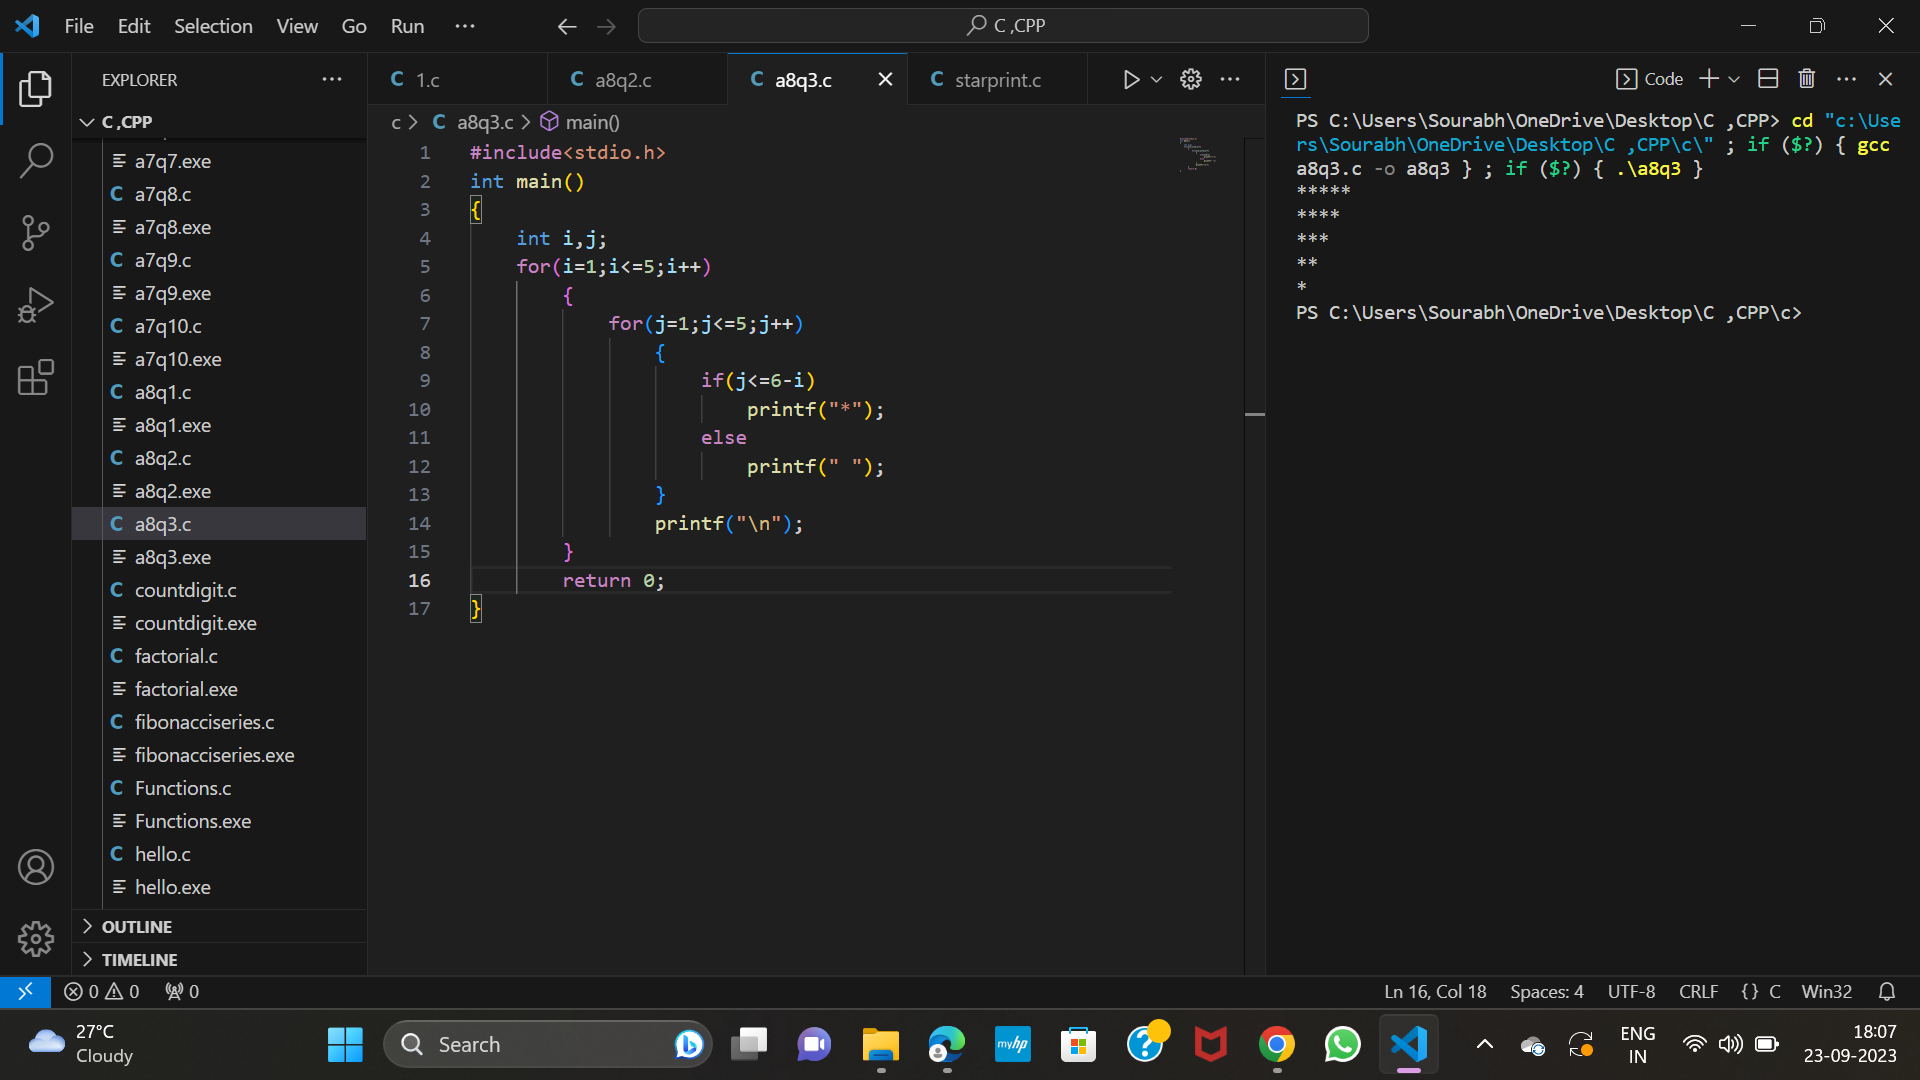 File Edit Selection View Go Run ···
C ,CPP
EXPLORER
C ,CPP
a7q7.exe
a7q8.c
a7q8.exe
a7q9.c
a7q9.exe
a7q10.c
a7q10.exe
a8q1.c
a8q1.exe
a8q2.c
a8q2.exe
a8q3.c
a8q3.exe
countdigit.c
countdigit.exe
factorial.c
factorial.exe
fibonacciseries.c
fibonacciseries.exe
Functions.c
Functions.exe
hello.c
hello.exe
OUTLINE
TIMELINE
C 1.c C a8q2.c C a8q3.c C starprint.c
c > C a8q3.c > main()
1 #include<stdio.h>
2 int main()
3 {
4 int i,j;
5 for(i=1;i<=5;i++)
6 {
7 for(j=1;j<=5;j++)
8 {
9 if(j<=6-i)
10 printf("*");
11 else
12 printf(" ");
13 }
14 printf("\n");
15 }
16 return 0;
17 }
Code
PS C:\Users\Sourabh\OneDrive\Desktop\C ,CPP> cd "c:\Use
rs\Sourabh\OneDrive\Desktop\C ,CPP\c\" ; if ($?) { gcc
a8q3.c -o a8q3 } ; if ($?) { .\a8q3 }
*****
****
***
**
*
PS C:\Users\Sourabh\OneDrive\Desktop\C ,CPP\c>
0 0 0
Ln 16, Col 18 Spaces: 4 UTF-8 CRLF {} C Win32
27°C
Cloudy
Search
myhp
ENG
IN
18:07
23-09-2023